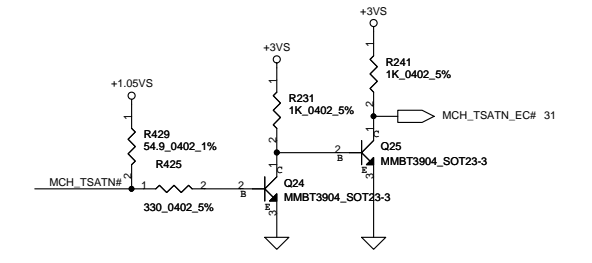 +3VS
1
R241
1K_0402_5%
2
MCH_TSATN_EC# 31
+3VS
1
R231
1K_0402_5%
2
+1.05VS
1
R429
54.9_0402_1%
2
R425
MCH_TSATN#
1
2
330_0402_5%
2
B
1
C
Q24
MMBT3904_SOT23-3
E
3
2
B
1
C
Q25
MMBT3904_SOT23-3
E
3